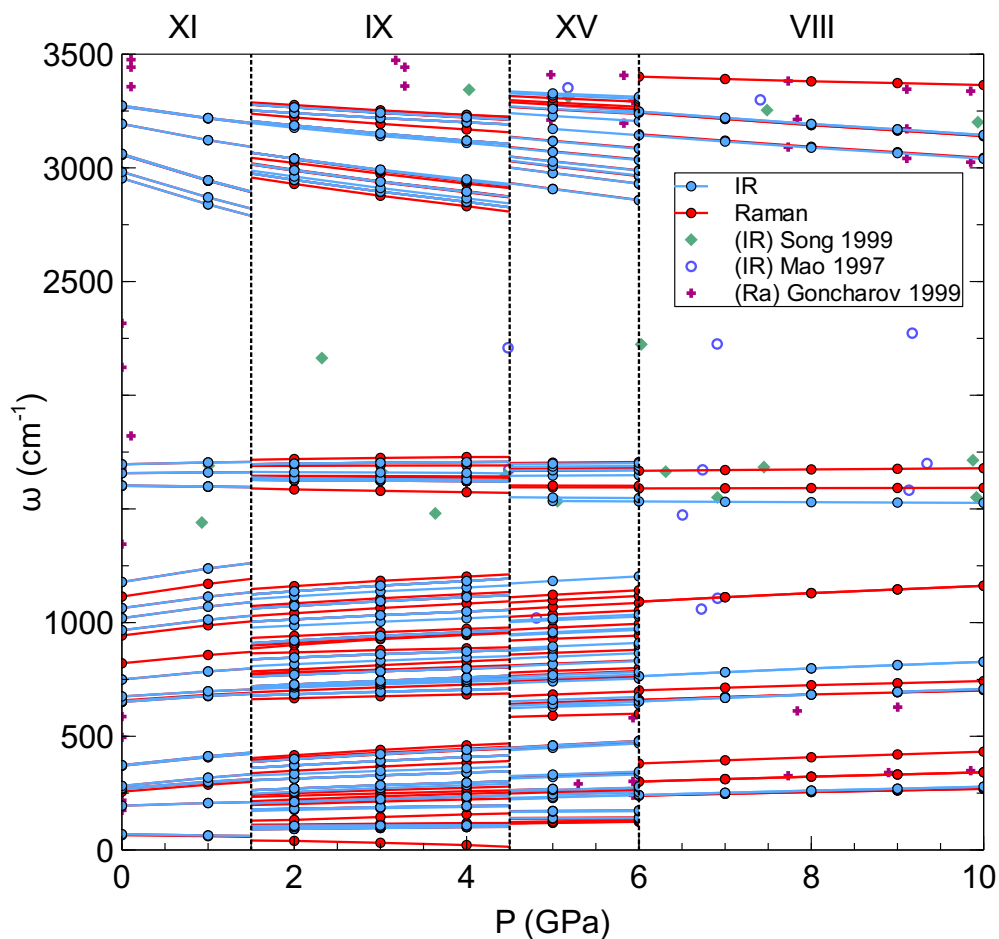 XI IX XV VIII
3500
3000
2500
1000
500
0
ω (cm⁻¹)
IR
Raman
(IR) Song 1999
(IR) Mao 1997
(Ra) Goncharov 1999
0 2 4 6 8 10
P (GPa)